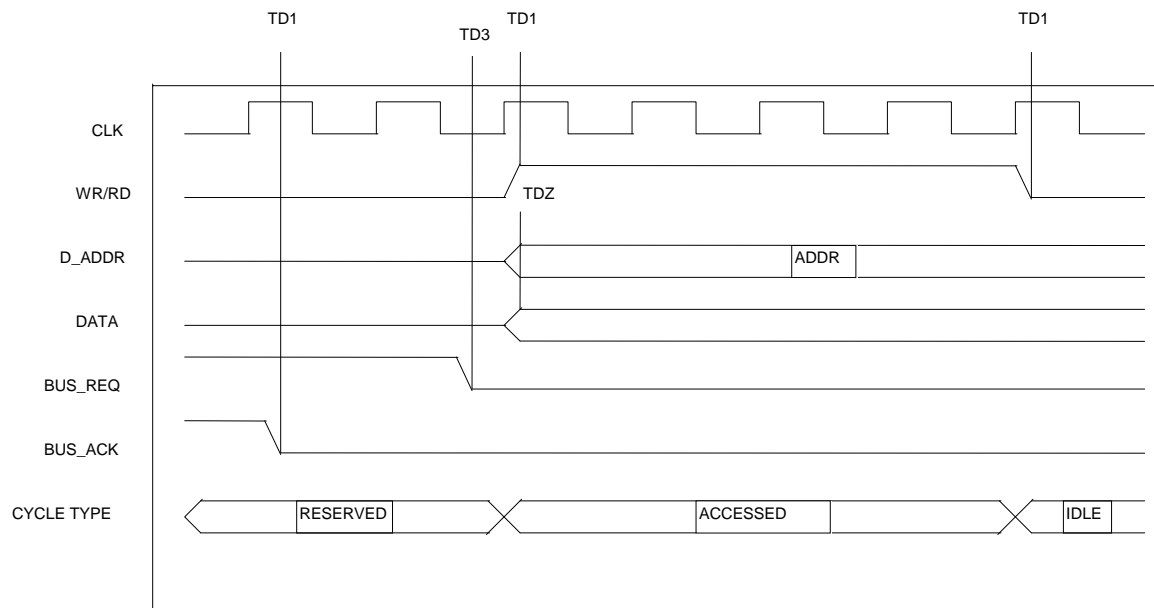 TD1
TD3
TD1
TD1
CLK
WR/RD
TDZ
D_ADDR
ADDR
DATA
BUS_REQ
BUS_ACK
CYCLE TYPE
RESERVED
ACCESSED
IDLE